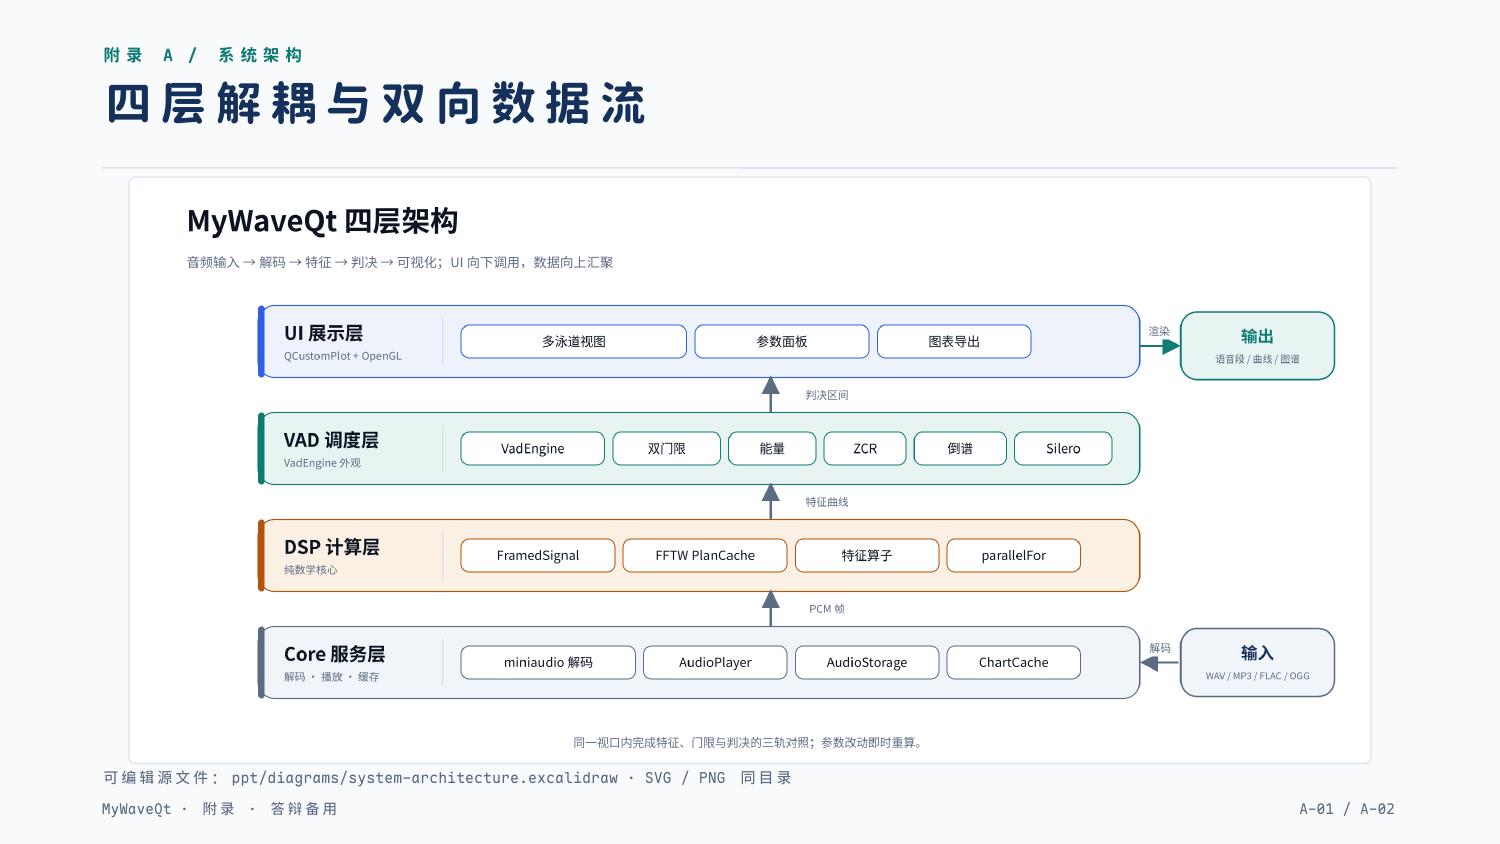 附录 A / 系统架构
四层解耦与双向数据流
MyWaveQt 四层架构
音频输入 → 解码 → 特征 → 判决 → 可视化；UI 向下调用，数据向上汇聚
UI 展示层
QCustomPlot + OpenGL
多泳道视图
参数面板
图表导出
渲染
输出
语音段 / 曲线 / 图谱
判决区间
VAD 调度层
VadEngine 外观
VadEngine
双门限
能量
ZCR
倒谱
Silero
特征曲线
DSP 计算层
纯数学核心
FramedSignal
FFTW PlanCache
特征算子
parallelFor
PCM 帧
Core 服务层
解码 · 播放 · 缓存
miniaudio 解码
AudioPlayer
AudioStorage
ChartCache
解码
输入
WAV / MP3 / FLAC / OGG
同一视口内完成特征、门限与判决的三轨对照；参数改动即时重算。
可编辑源文件：ppt/diagrams/system-architecture.excalidraw · SVG / PNG 同目录
MyWaveQt · 附录 · 答辩备用
A-01 / A-02